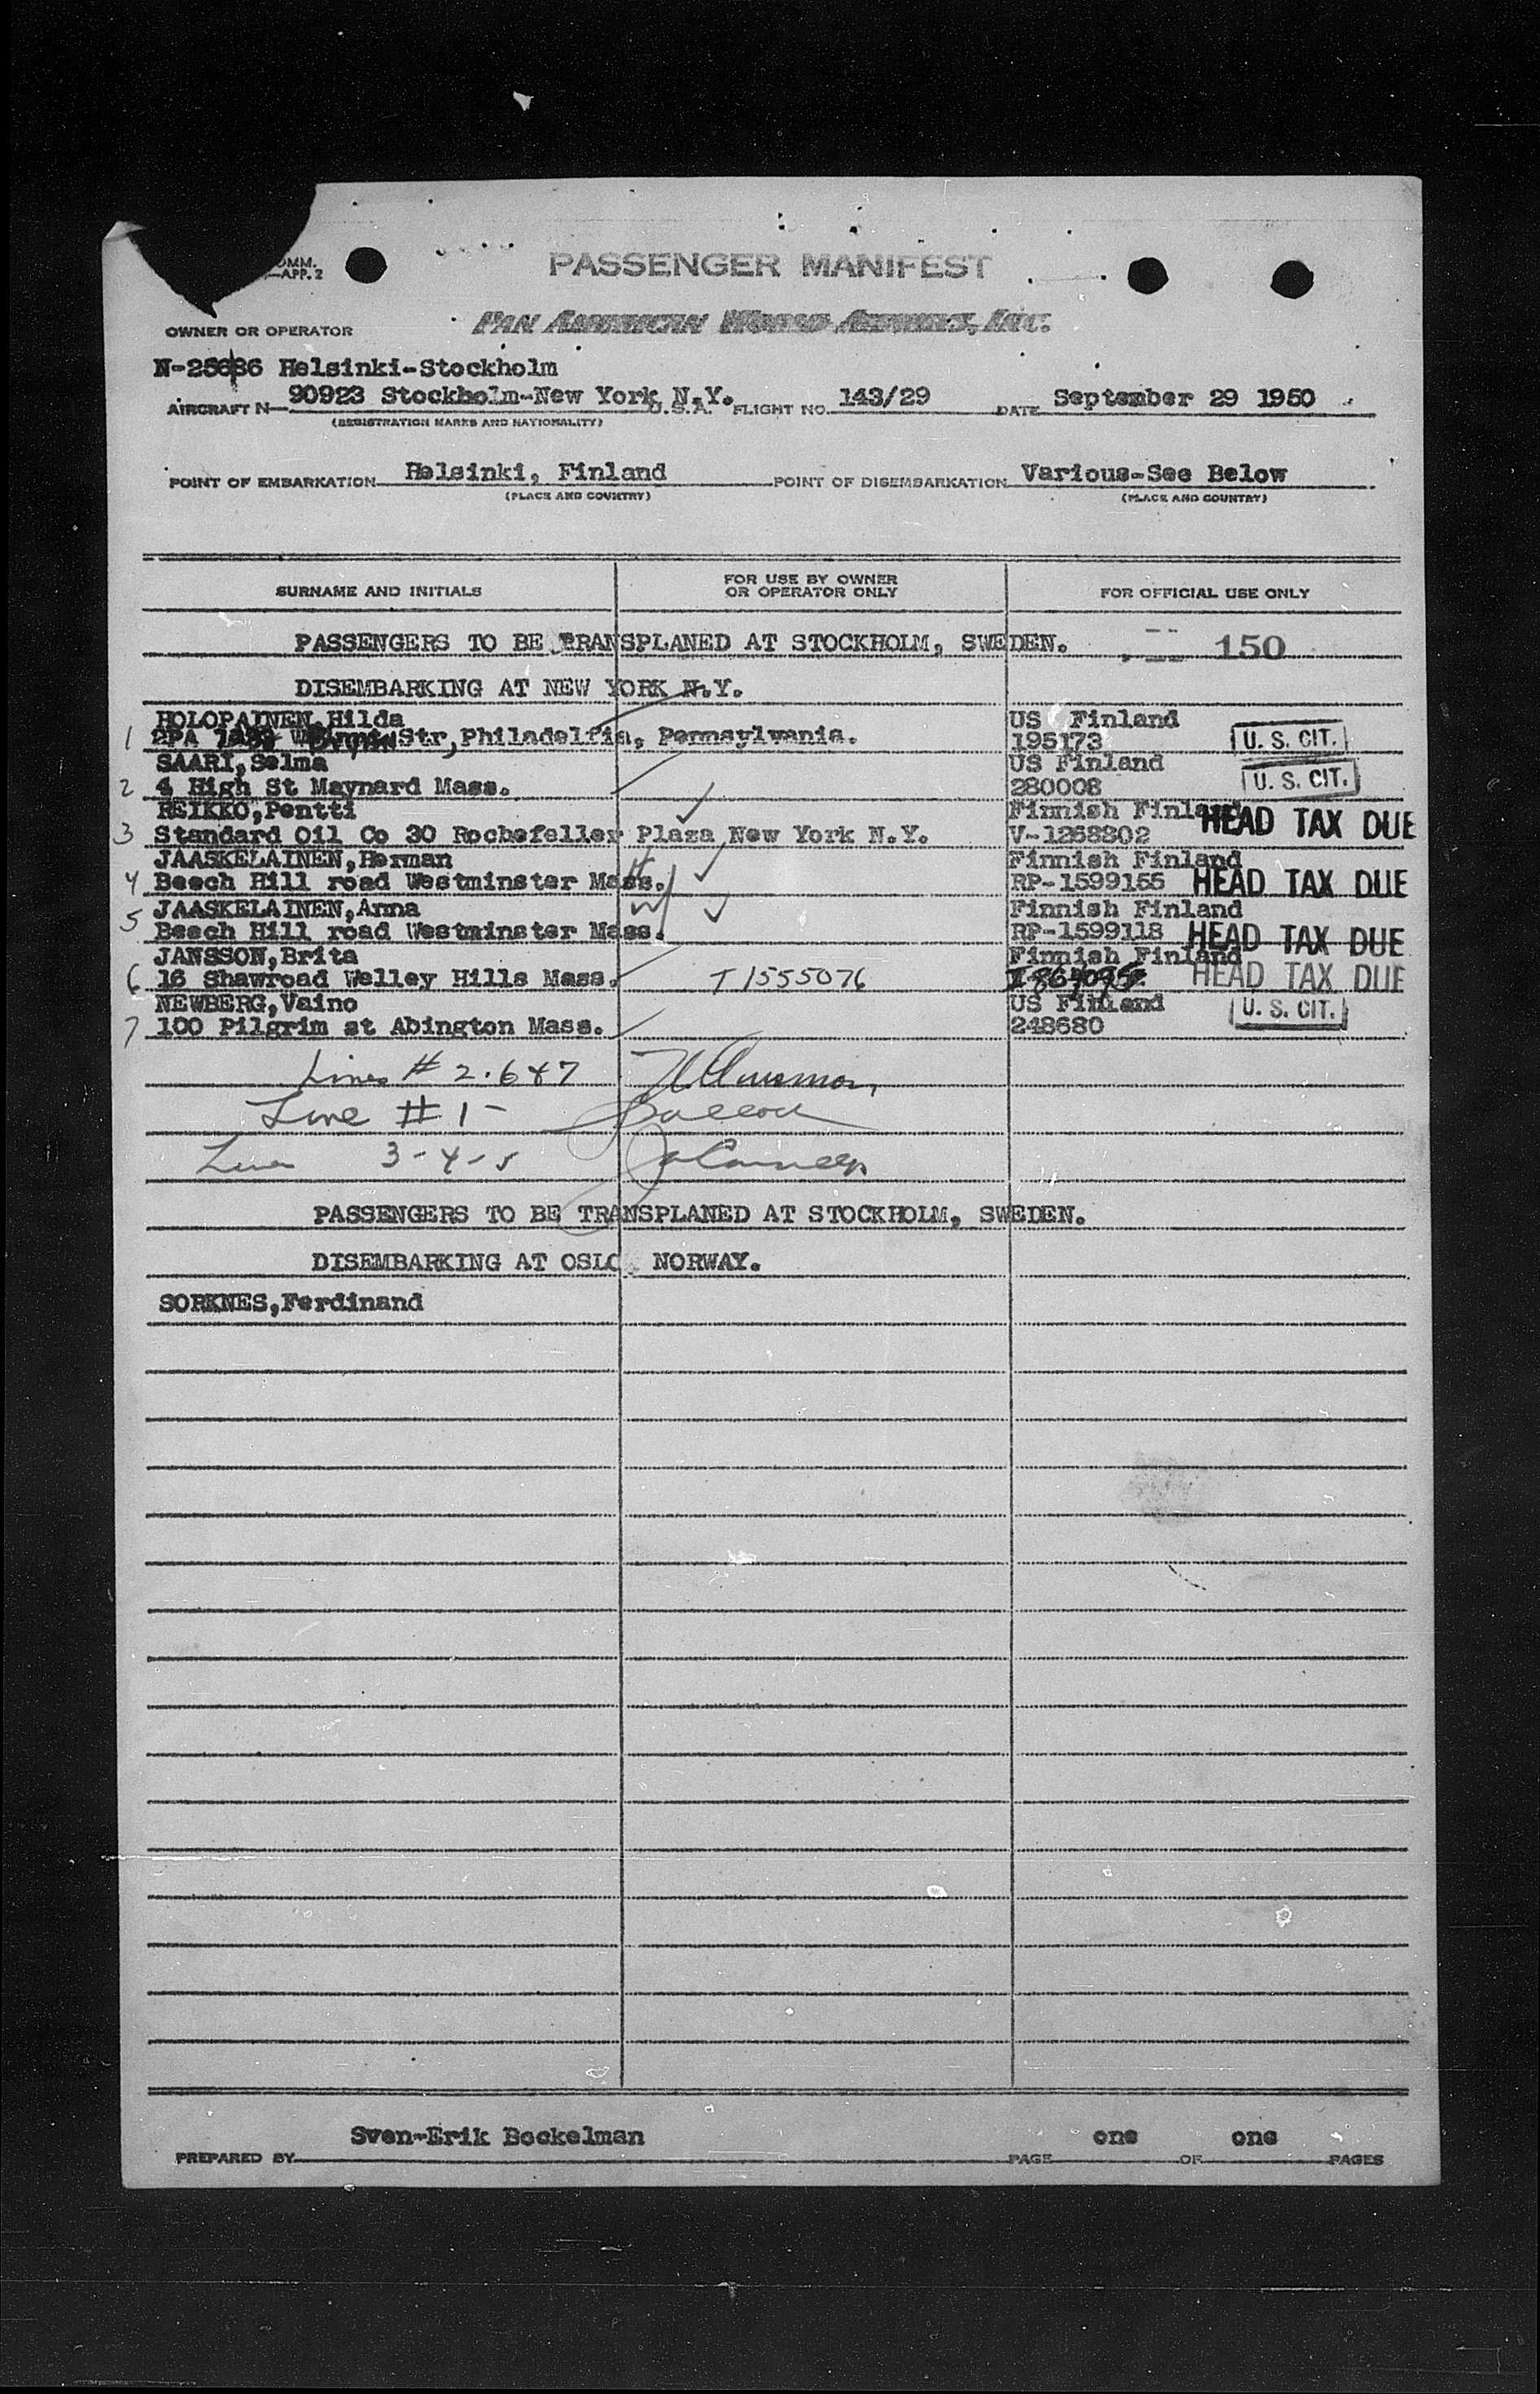 OMM.
—APP. 2
PASSENGER MANIFEST
OWNER OR OPERATOR
PAN AMERICAN WORLD AIRWAYS, INC.
N-25686 Helsinki-Stockholm
AIRCRAFT N— 90923 Stockholm-New York N.Y. U.S.A. FLIGHT NO. 143/29 DATE September 29 1950
(REGISTRATION MARKS AND NATIONALITY)
POINT OF EMBARKATION Helsinki, Finland POINT OF DISEMBARKATION Various-See Below
(PLACE AND COUNTRY) (PLACE AND COUNTRY)
SURNAME AND INITIALS FOR USE BY OWNER OR OPERATOR ONLY FOR OFFICIAL USE ONLY
PASSENGERS TO BE TRANSPLANED AT STOCKHOLM, SWEDEN. 150
DISEMBARKING AT NEW YORK N.Y.
HOLOPAINEN, Hilda US Finland
1 2PA Str, Philadelfia, Pennsylvania. 195173 U. S. CIT.
SAARI, Selma US Finland
2 4 High St Maynard Mass. 280008 U. S. CIT.
REIKKO, Pentti Finnish Finland
3 Standard Oil Co 30 Rochefeller Plaza New York N.Y. V-1258802 HEAD TAX DUE
JAASKELAINEN, Herman Finnish Finland
4 Beech Hill road Westminster Mass. RP-1599155 HEAD TAX DUE
JAASKELAINEN, Anna Finnish Finland
5 Beech Hill road Westminster Mass. RP-1599118 HEAD TAX DUE
JANSSON, Brita Finnish Finland
6 16 Shawroad Welley Hills Mass. T1555076 HEAD TAX DUE
NEWBERG, Vaino US Finland
7 100 Pilgrim st Abington Mass. 248680 U. S. CIT.
Lines # 2-6&7
Line # 1 -
Line 3-4-5
PASSENGERS TO BE TRANSPLANED AT STOCKHOLM, SWEDEN.
DISEMBARKING AT OSLO NORWAY.
SORKNES, Ferdinand
PREPARED BY Sven-Erik Bockelman PAGE one OF one PAGES